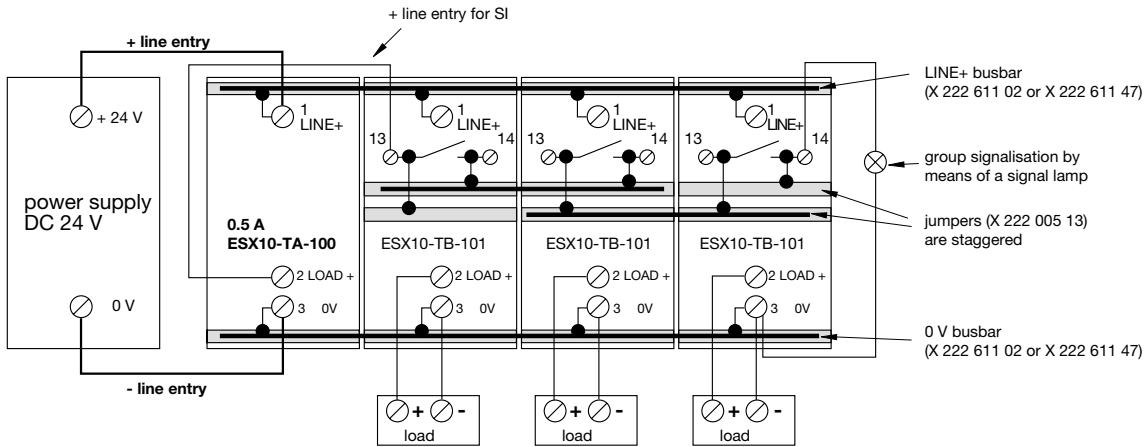 + line entry for SI
+ line entry
LINE+ busbar
(X 222 611 02 or X 222 611 47)
+ 24 V
1
LINE+
1
LINE+
1
LINE+
1
LINE+
13
14
13
14
13
14
group signalisation by
means of a signal lamp
power supply
DC 24 V
jumpers (X 222 005 13)
are staggered
0.5 A
ESX10-TA-100
ESX10-TB-101
ESX10-TB-101
ESX10-TB-101
2 LOAD +
2 LOAD +
2 LOAD +
2 LOAD +
0 V
3 0V
3 0V
3 0V
3 0V
0 V busbar
(X 222 611 02 or X 222 611 47)
- line entry
+ -
+ -
+ -
load
load
load